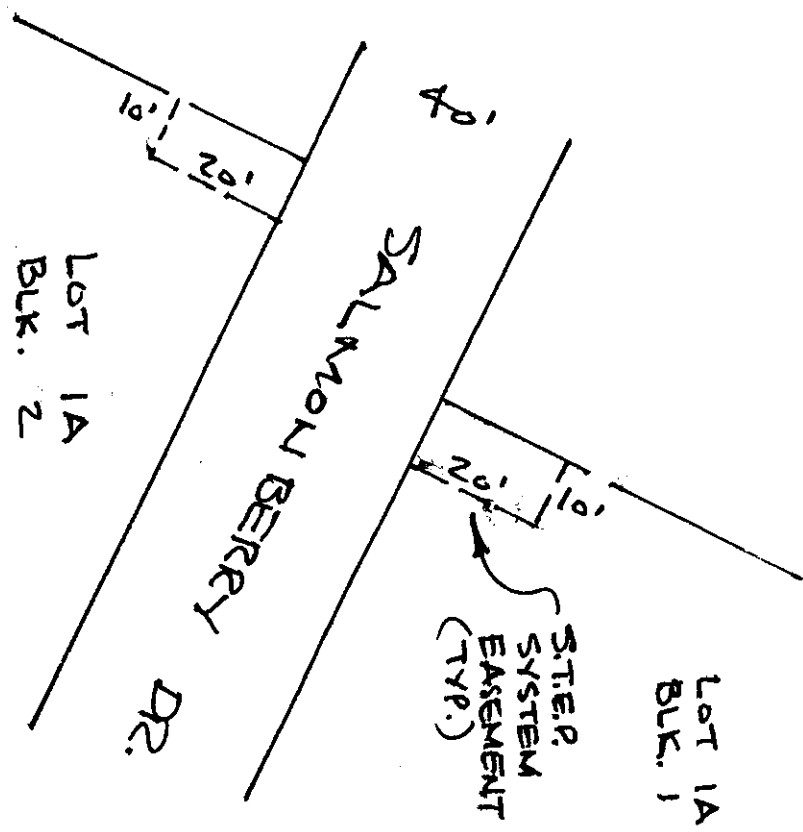 40'
SALMON BERRY DR.
10'
20'
LOT 1A
BLK. 2
20'
10'
S.T.E.P.
SYSTEM
EASEMENT
(TYP.)
LOT 1A
BLK. 1